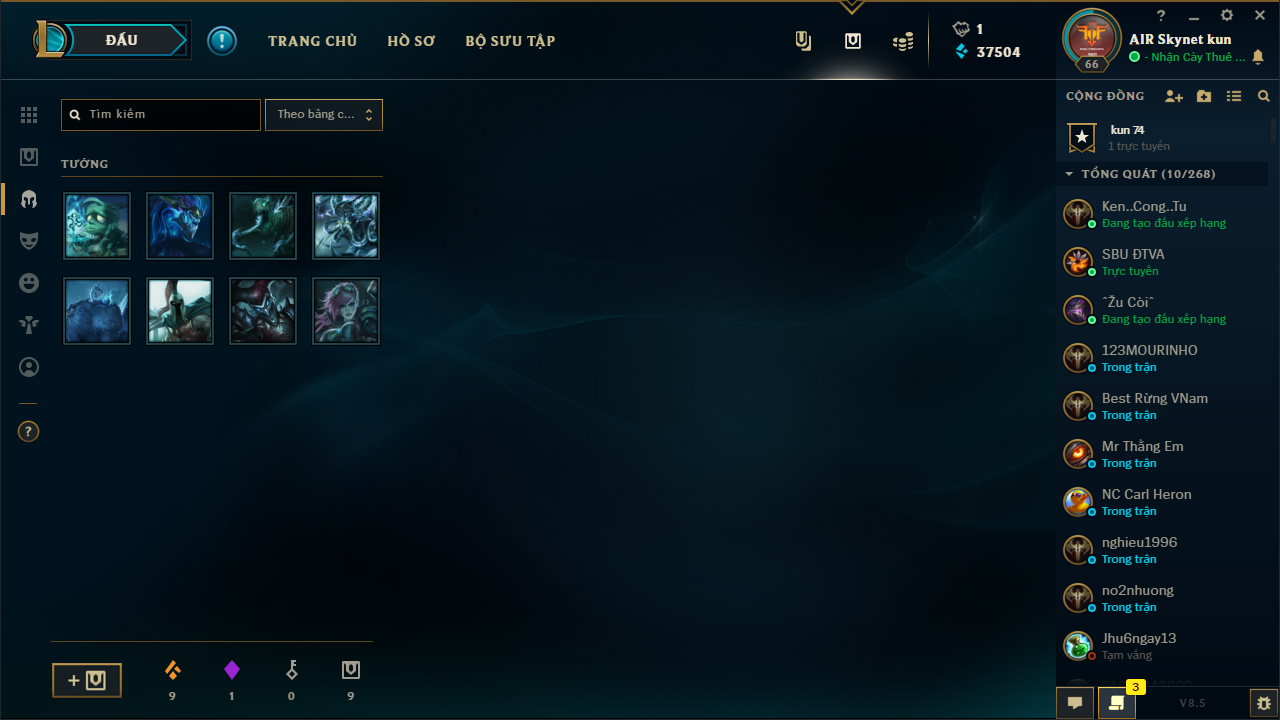 ĐẤU
!
TRANG CHỦ
HỒ SƠ
BỘ SƯU TẬP
1
37504
?
66
AIR Skynet kun
- Nhận Cày Thuê ...
Tìm kiếm
Theo bảng c...
TƯỚNG
?
9
1
0
9
CỘNG ĐỒNG
kun 74
1 trực tuyến
TỔNG QUÁT (10/268)
Ken..Cong..Tu
Đang tạo đấu xếp hạng
SBU ĐTVA
Trực tuyến
ˆŽu Còiˆ
Đang tạo đấu xếp hạng
123MOURINHO
Trong trận
Best Rừng VNam
Trong trận
Mr Thằng Em
Trong trận
NC Carl Heron
Trong trận
nghieu1996
Trong trận
no2nhuong
Trong trận
Jhu6ngay13
Tạm vắng
3
V8.5